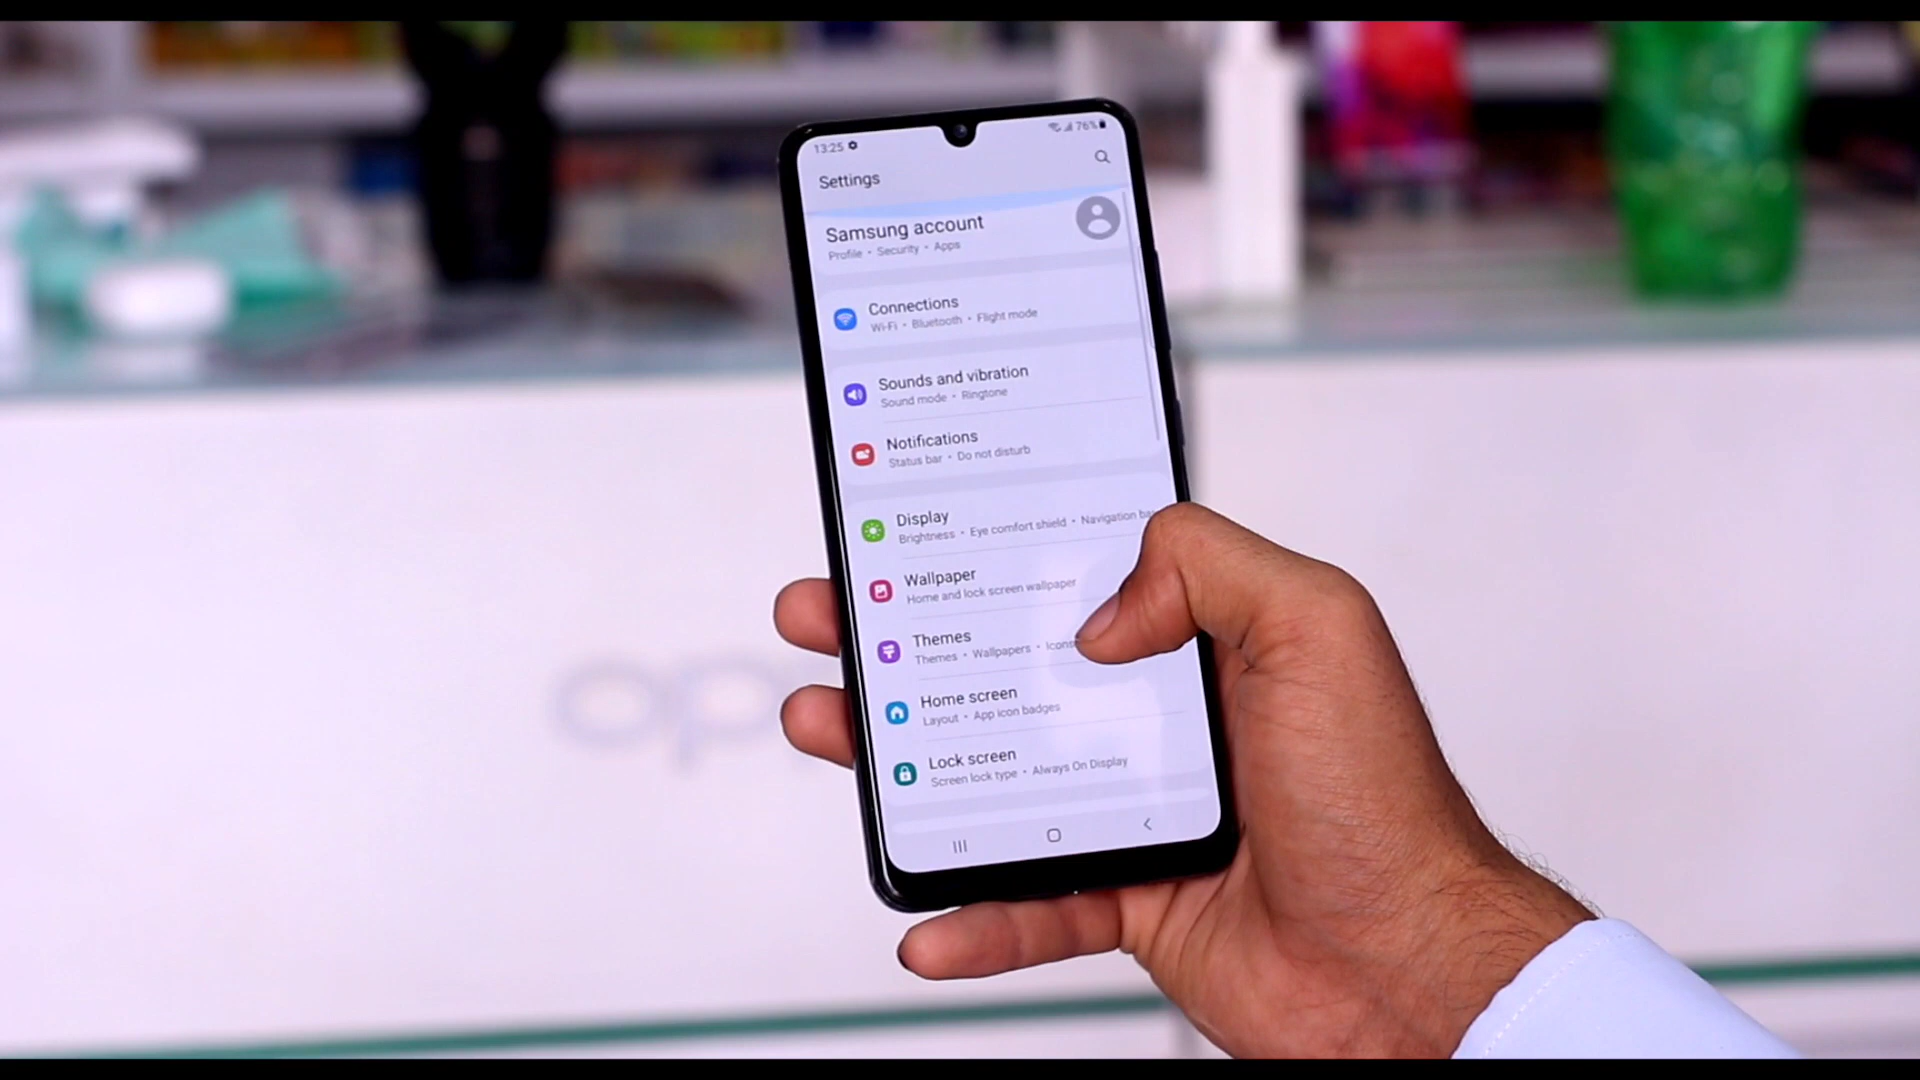 13:25 76%
Settings
Samsung account
Profile • Security • Apps
Connections
Wi-Fi • Bluetooth • Flight mode
Sounds and vibration
Sound mode • Ringtone
Notifications
Status bar • Do not disturb
Display
Brightness • Eye comfort shield • Navigation bar
Wallpaper
Home and lock screen wallpaper
Themes
Themes • Wallpapers • Icons
Home screen
Layout • App icon badges
Lock screen
Screen lock type • Always On Display